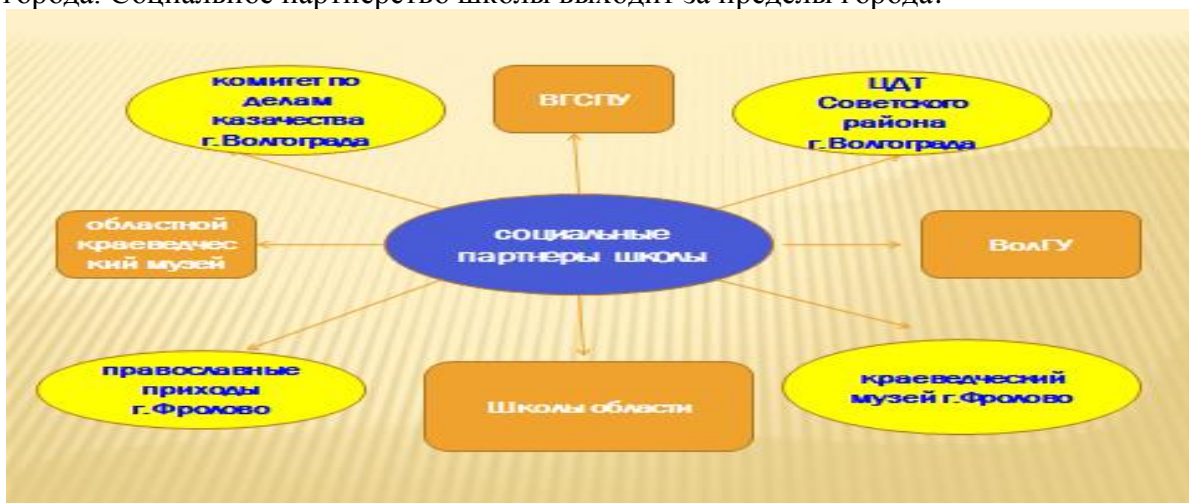 города. Социальное партнерство школы выходит за пределы города.
комитет по
делам
казачества
г.Волгограда
ВГСПУ
ЦДТ
Советского
района
г.Волгограда
областной
краеведчес
кий музей
социальные
партнеры школы
ВолГУ
православные
приходы
г.Фролово
Школы области
краеведческий
музей г.Фролово